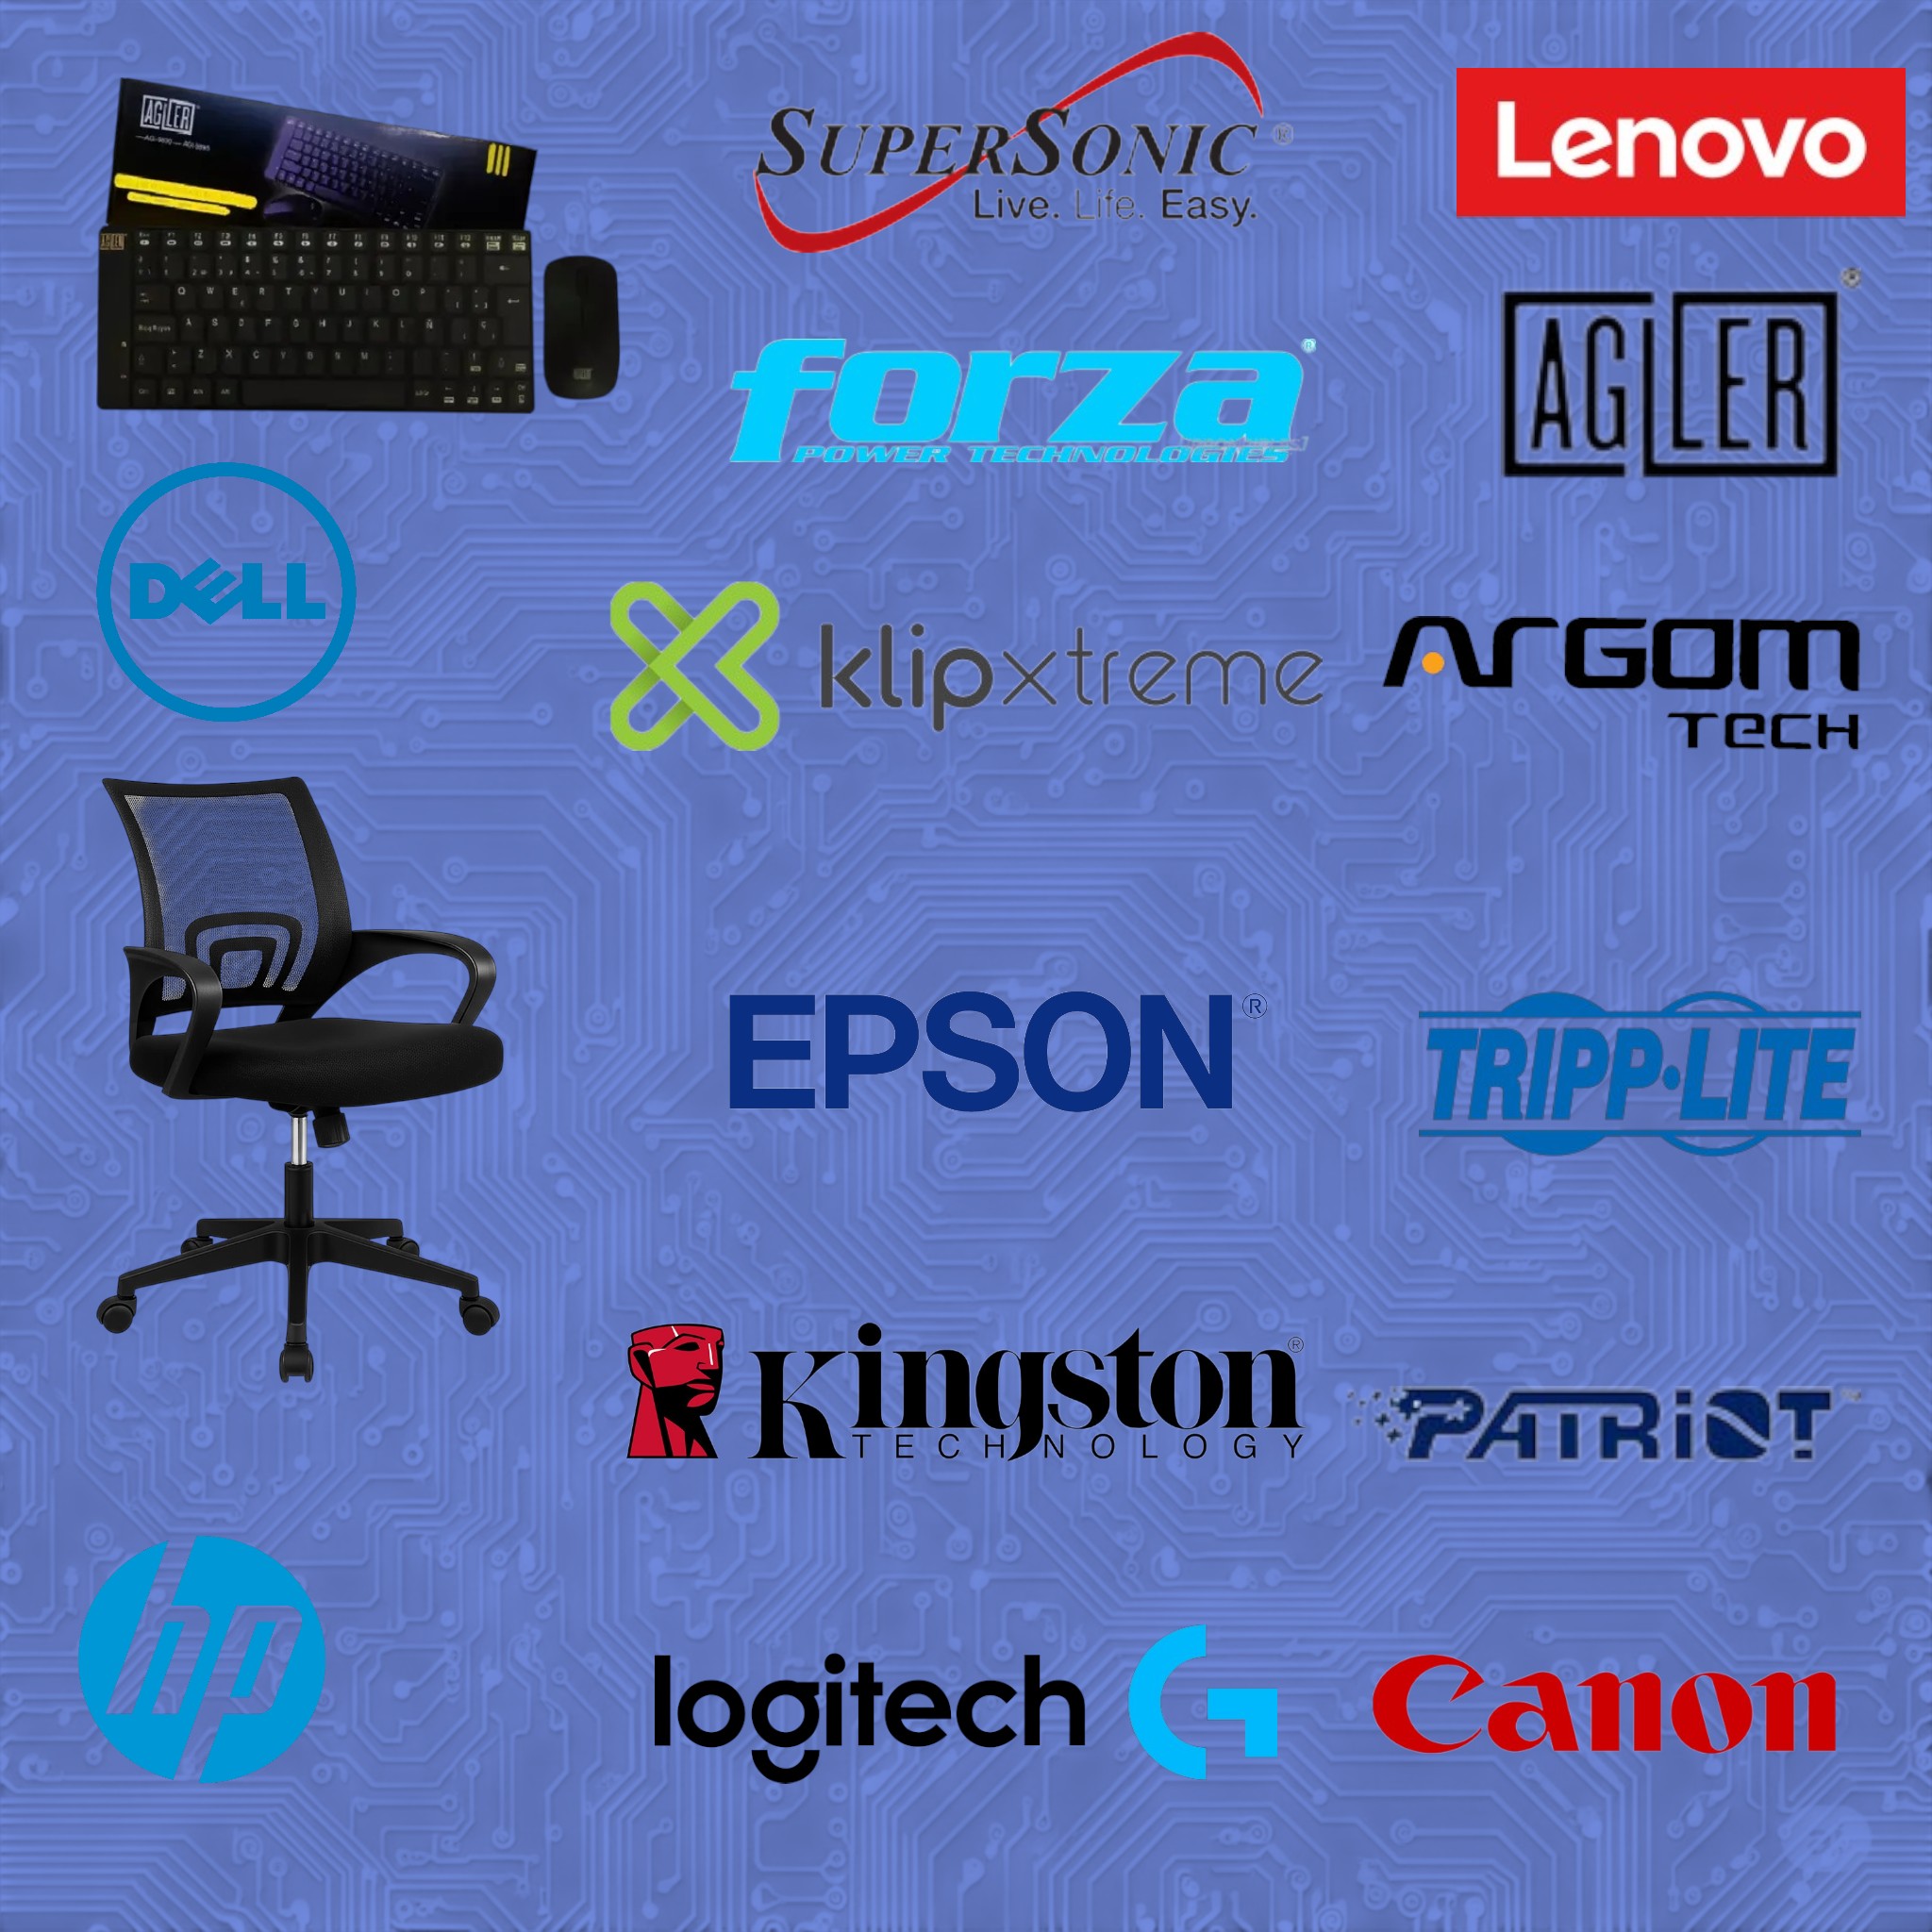 AGLER
SUPERSONIC ®
Live. Life. Easy.
Lenovo
forza
POWER TECHNOLOGIES
AGLER
Q W E R T Y U I O P
A S D F G H J K L Ñ
Z X C V B N M
DELL
klipxtreme
ARGOM
TECH
EPSON®
TRIPP·LITE
Kingston®
TECHNOLOGY
PATRIOT
hp
logitech G
Canon